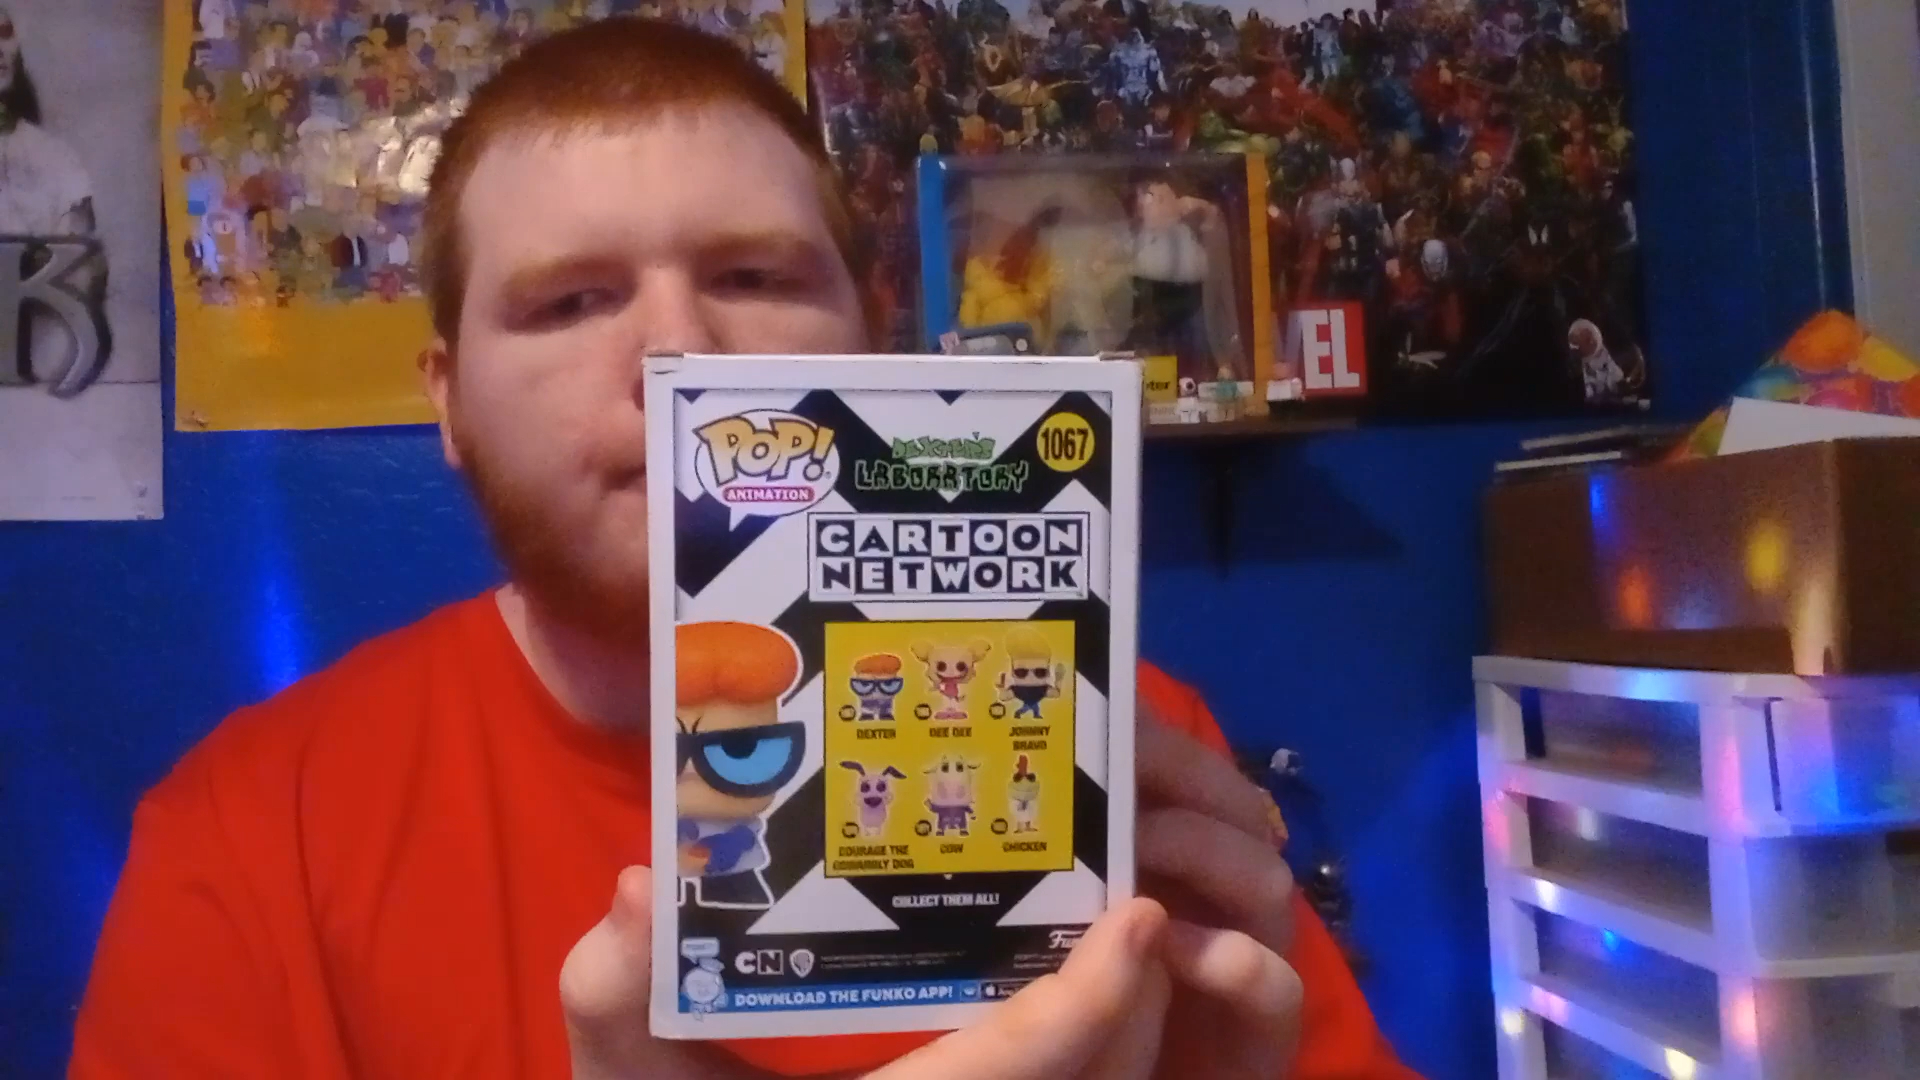 POP!
ANIMATION
DEXTER'S
LABORATORY
1067
CARTOON
NETWORK
DEXTER
DEE DEE
JOHNNY
BRAVO
COURAGE THE
COWARDLY DOG
COW
CHICKEN
COLLECT THEM ALL!
CN
DOWNLOAD THE FUNKO APP!
VEL